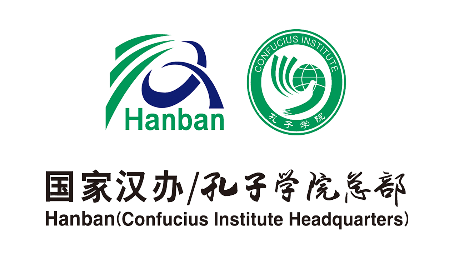 Hanban
CONFUCIUS INSTITUTE
孔子学院
国家汉办/孔子学院总部
Hanban(Confucius Institute Headquarters)